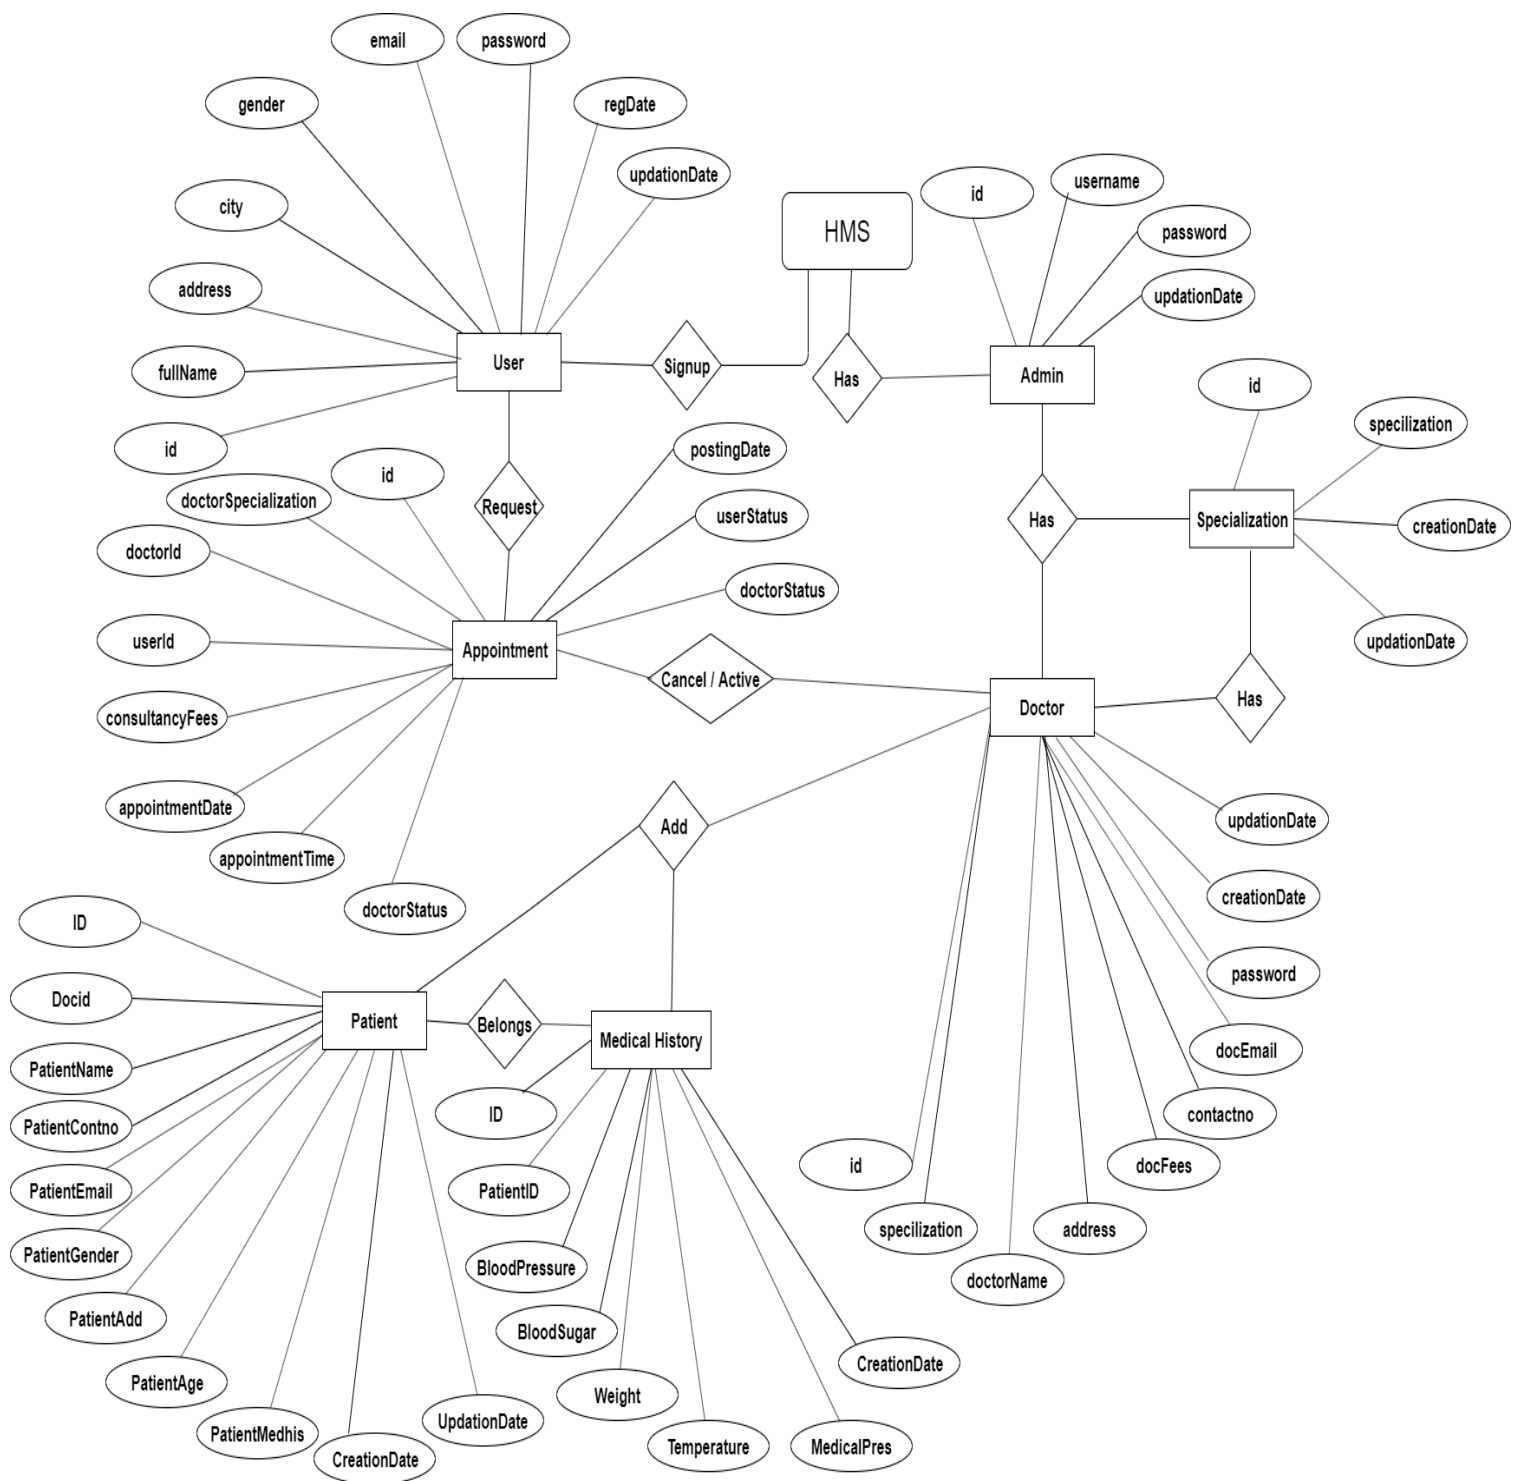 email
password
regDate
gender
updationDate
city
address
fullName
id
User
Signup
HMS
Has
id
username
password
updationDate
Admin
id
specilization
creationDate
updationDate
Specialization
Has
Has
Request
id
doctorSpecialization
doctorId
userId
consultancyFees
appointmentDate
appointmentTime
doctorStatus
postingDate
userStatus
doctorStatus
Appointment
Cancel / Active
Doctor
updationDate
creationDate
password
docEmail
contactno
docFees
address
doctorName
specilization
id
Add
ID
Docid
PatientName
PatientContno
PatientEmail
PatientGender
PatientAdd
PatientAge
PatientMedhis
CreationDate
UpdationDate
Patient
Belongs
Medical History
ID
PatientID
BloodPressure
BloodSugar
Weight
Temperature
MedicalPres
CreationDate